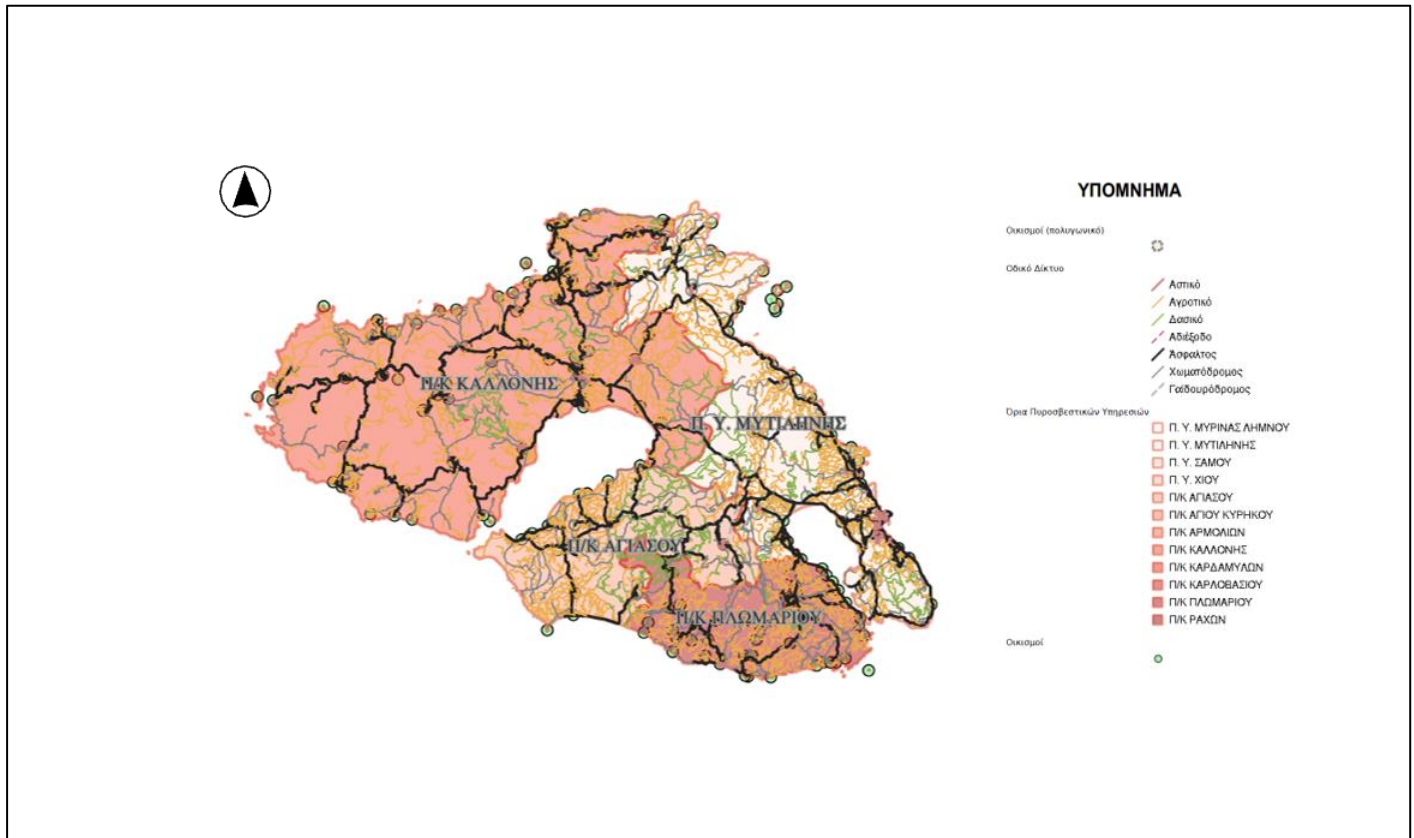 ΥΠΟΜΝΗΜΑ
Οικισμοί (πολυγωνικό)
Οδικό Δίκτυο
Αστικό
Αγροτικό
Δασικό
Αδιέξοδο
Άσφαλτος
Χωματόδρομος
Γαϊδουρόδρομος
Όρια Πυροσβεστικών Υπηρεσιών
Π. Υ. ΜΥΡΙΝΑΣ ΛΗΜΝΟΥ
Π. Υ. ΜΥΤΙΛΗΝΗΣ
Π. Υ. ΣΑΜΟΥ
Π. Υ. ΧΙΟΥ
Π/Κ ΑΓΙΑΣΟΥ
Π/Κ ΑΓΙΟΥ ΚΥΡΗΚΟΥ
Π/Κ ΑΡΜΟΛΙΩΝ
Π/Κ ΚΑΛΛΟΝΗΣ
Π/Κ ΚΑΡΔΑΜΥΛΩΝ
Π/Κ ΚΑΡΛΟΒΑΣΙΟΥ
Π/Κ ΠΛΩΜΑΡΙΟΥ
Π/Κ ΡΑΧΩΝ
Οικισμοί
Π/Κ ΚΑΛΛΟΝΗΣ
Π. Υ. ΜΥΤΙΛΗΝΗΣ
Π/Κ ΑΓΙΑΣΟΥ
Π/Κ ΠΛΩΜΑΡΙΟΥ